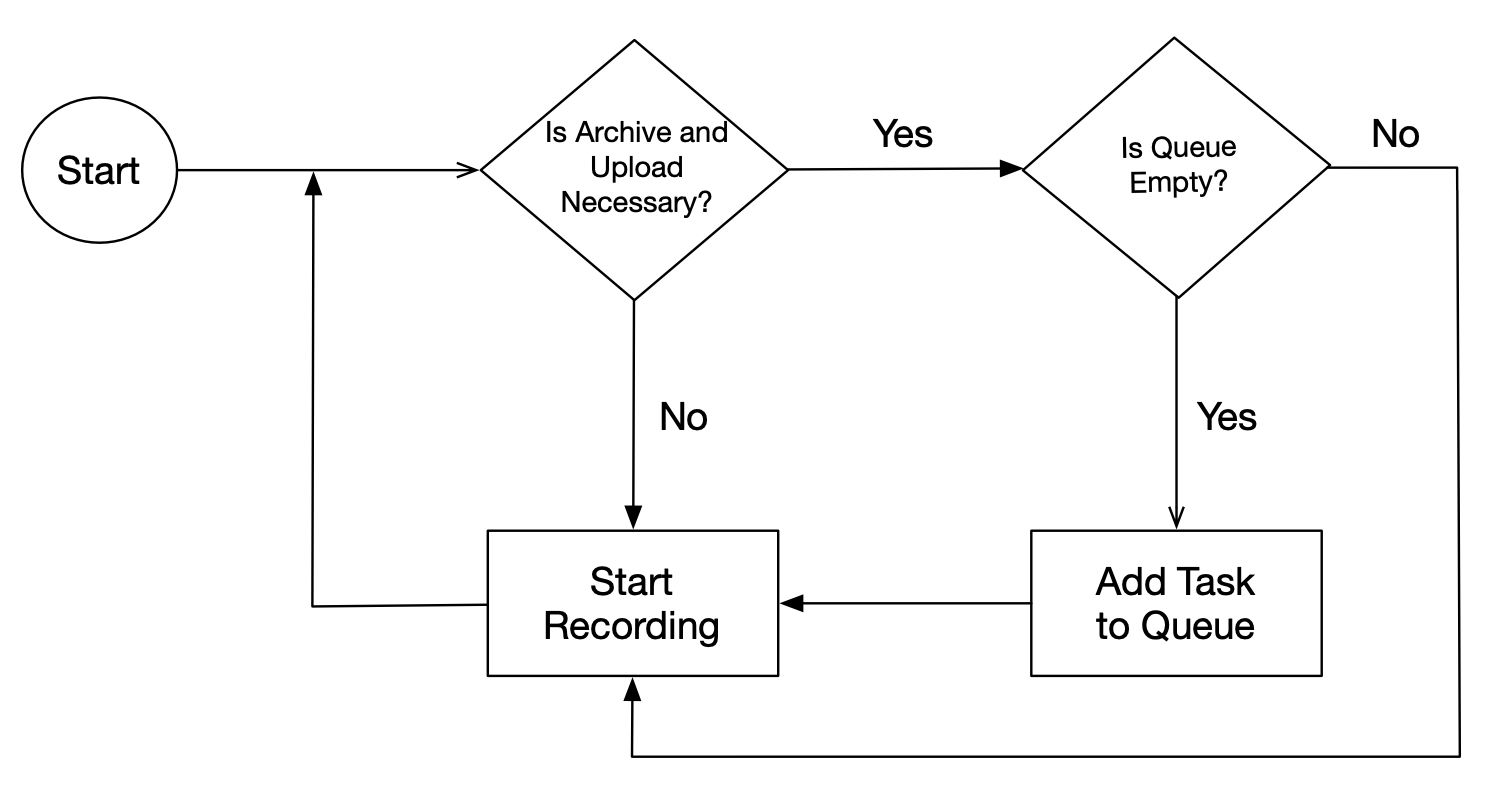 Start
Is Archive and
Upload
Necessary?
Yes
Is Queue
Empty?
No
No
Yes
Start
Recording
Add Task
to Queue